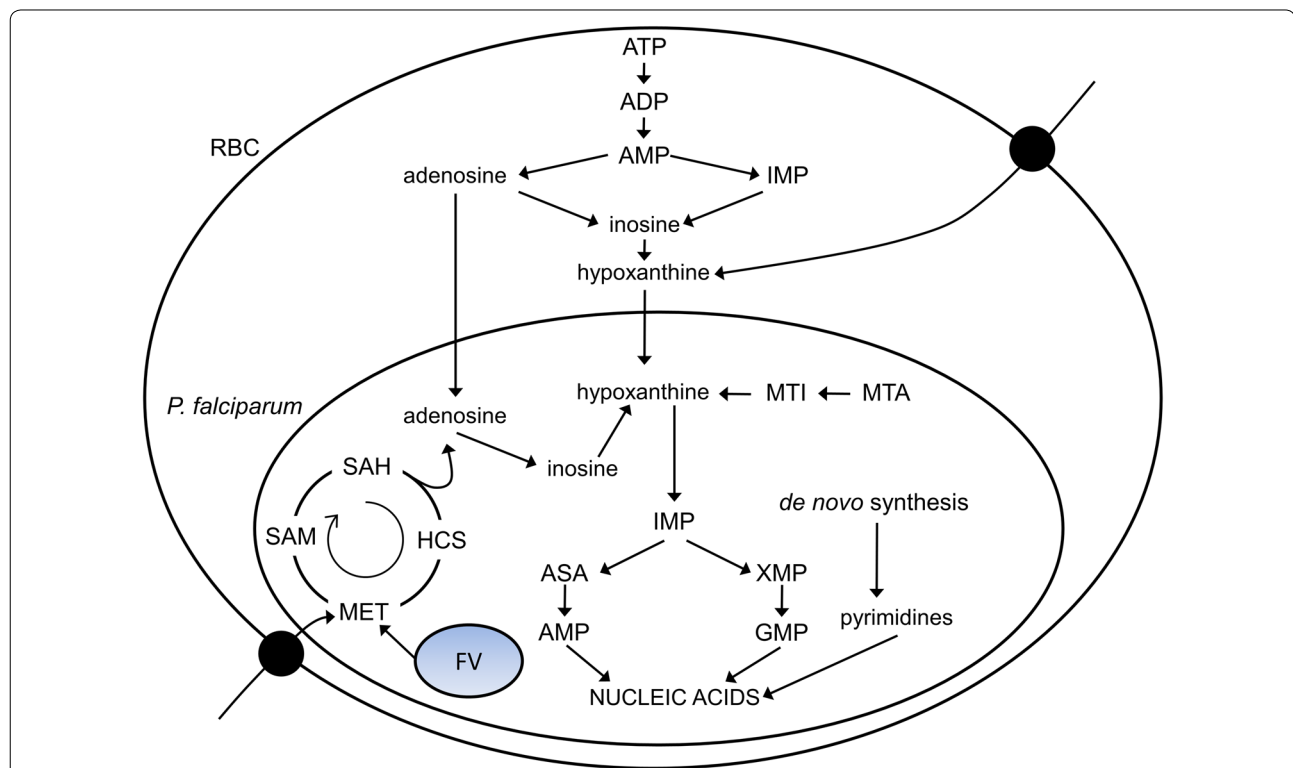 ATP
ADP
RBC
AMP
adenosine
IMP
inosine
hypoxanthine
P. falciparum
hypoxanthine
MTI
MTA
adenosine
inosine
SAH
de novo synthesis
SAM
HCS
IMP
ASA
XMP
MET
AMP
GMP
pyrimidines
FV
NUCLEIC ACIDS